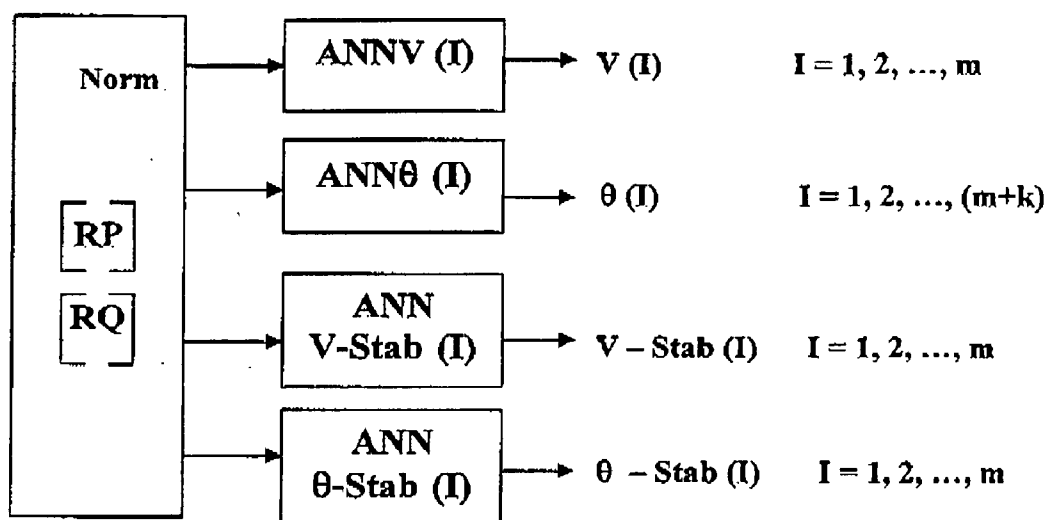 Norm
[RP]
[RQ]
ANNV (I)
V (I) I = 1, 2, ..., m
ANNθ (I)
θ (I) I = 1, 2, ..., (m+k)
ANN
V-Stab (I)
V – Stab (I) I = 1, 2, ..., m
ANN
θ-Stab (I)
θ – Stab (I) I = 1, 2, ..., m